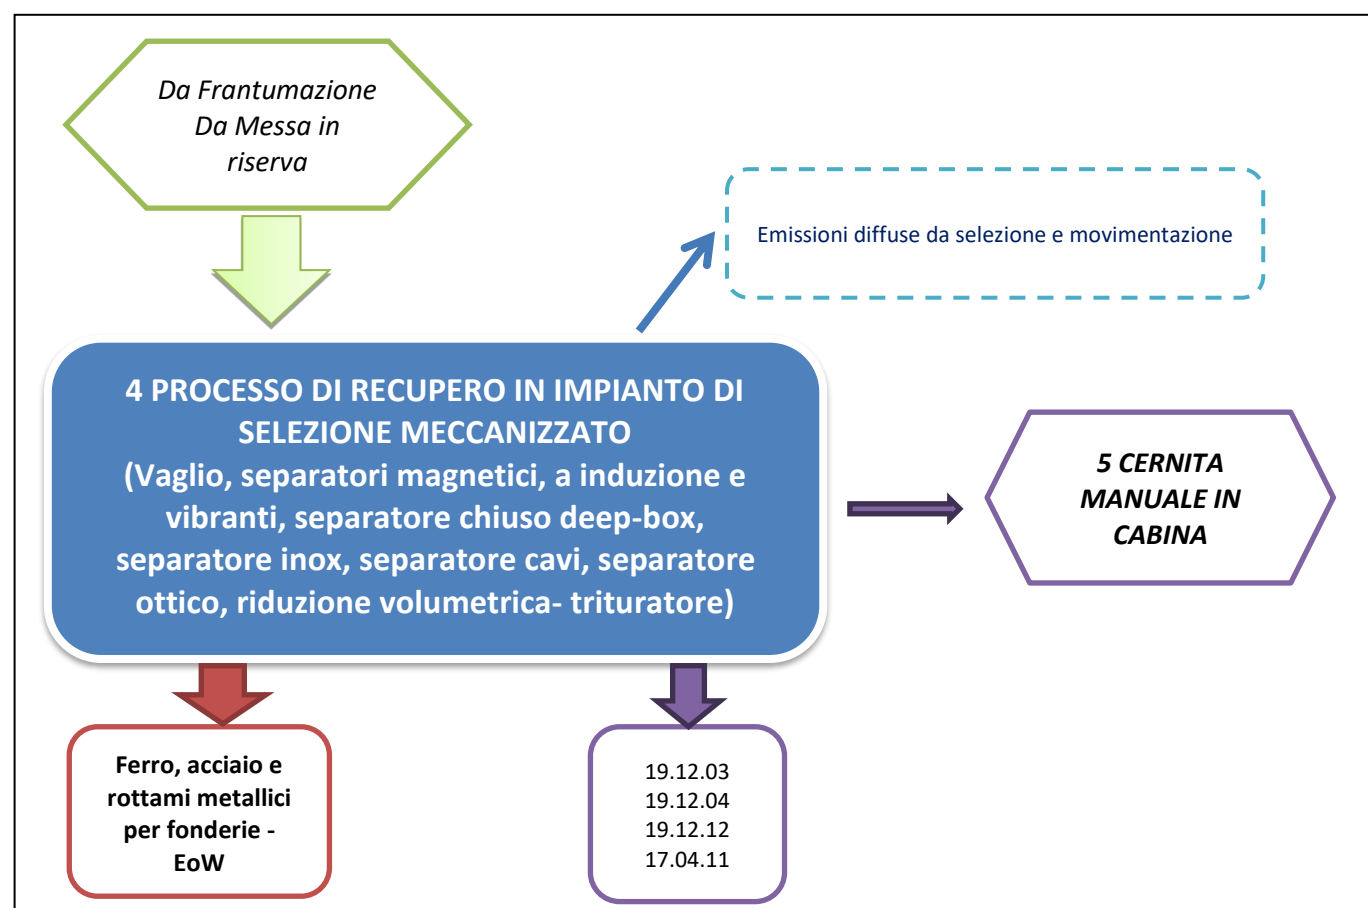 Da Frantumazione
Da Messa in
riserva
Emissioni diffuse da selezione e movimentazione
4 PROCESSO DI RECUPERO IN IMPIANTO DI
SELEZIONE MECCANIZZATO
(Vaglio, separatori magnetici, a induzione e
vibranti, separatore chiuso deep-box,
separatore inox, separatore cavi, separatore
ottico, riduzione volumetrica- trituratore)
5 CERNITA
MANUALE IN
CABINA
Ferro, acciaio e
rottami metallici
per fonderie -
EoW
19.12.03
19.12.04
19.12.12
17.04.11